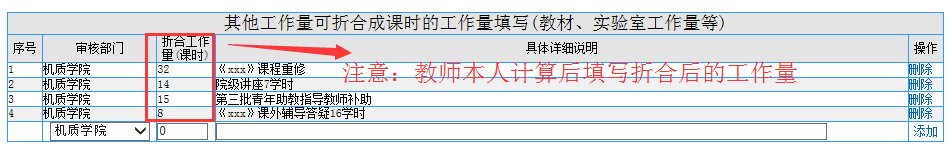 其他工作量可折合成课时的工作量填写(教材、实验室工作量等)
序号 审核部门 折合工作量(课时) 具体详细说明 操作
1 机质学院 32 《xxx》课程重修 删除
2 机质学院 14 院级讲座7学时 删除
3 机质学院 15 第三批青年助教指导教师补助 删除
4 机质学院 8 《xxx》课外辅导答疑16学时 删除
机质学院 0 添加
注意：教师本人计算后填写折合后的工作量